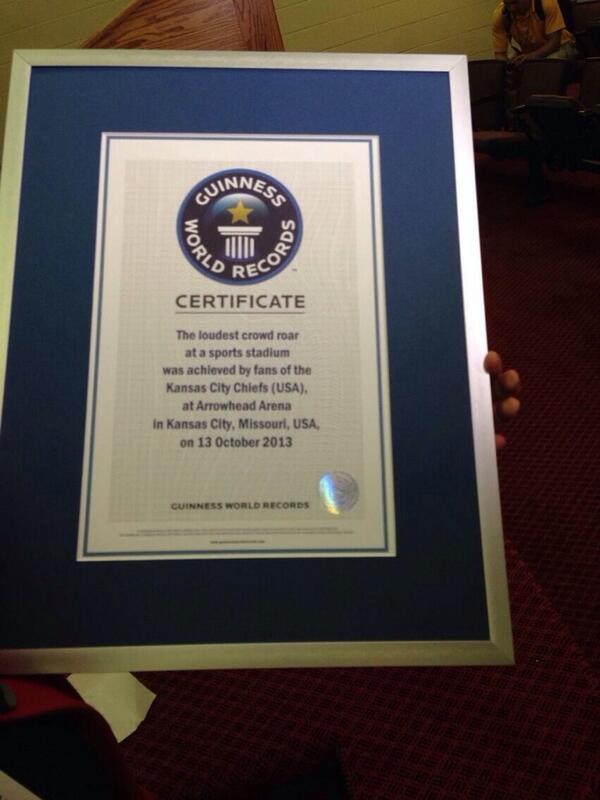 GUINNESS
WORLD RECORDS
™
CERTIFICATE
The loudest crowd roar
at a sports stadium
was achieved by fans of the
Kansas City Chiefs (USA),
at Arrowhead Arena
in Kansas City, Missouri, USA,
on 13 October 2013
GUINNESS WORLD RECORDS